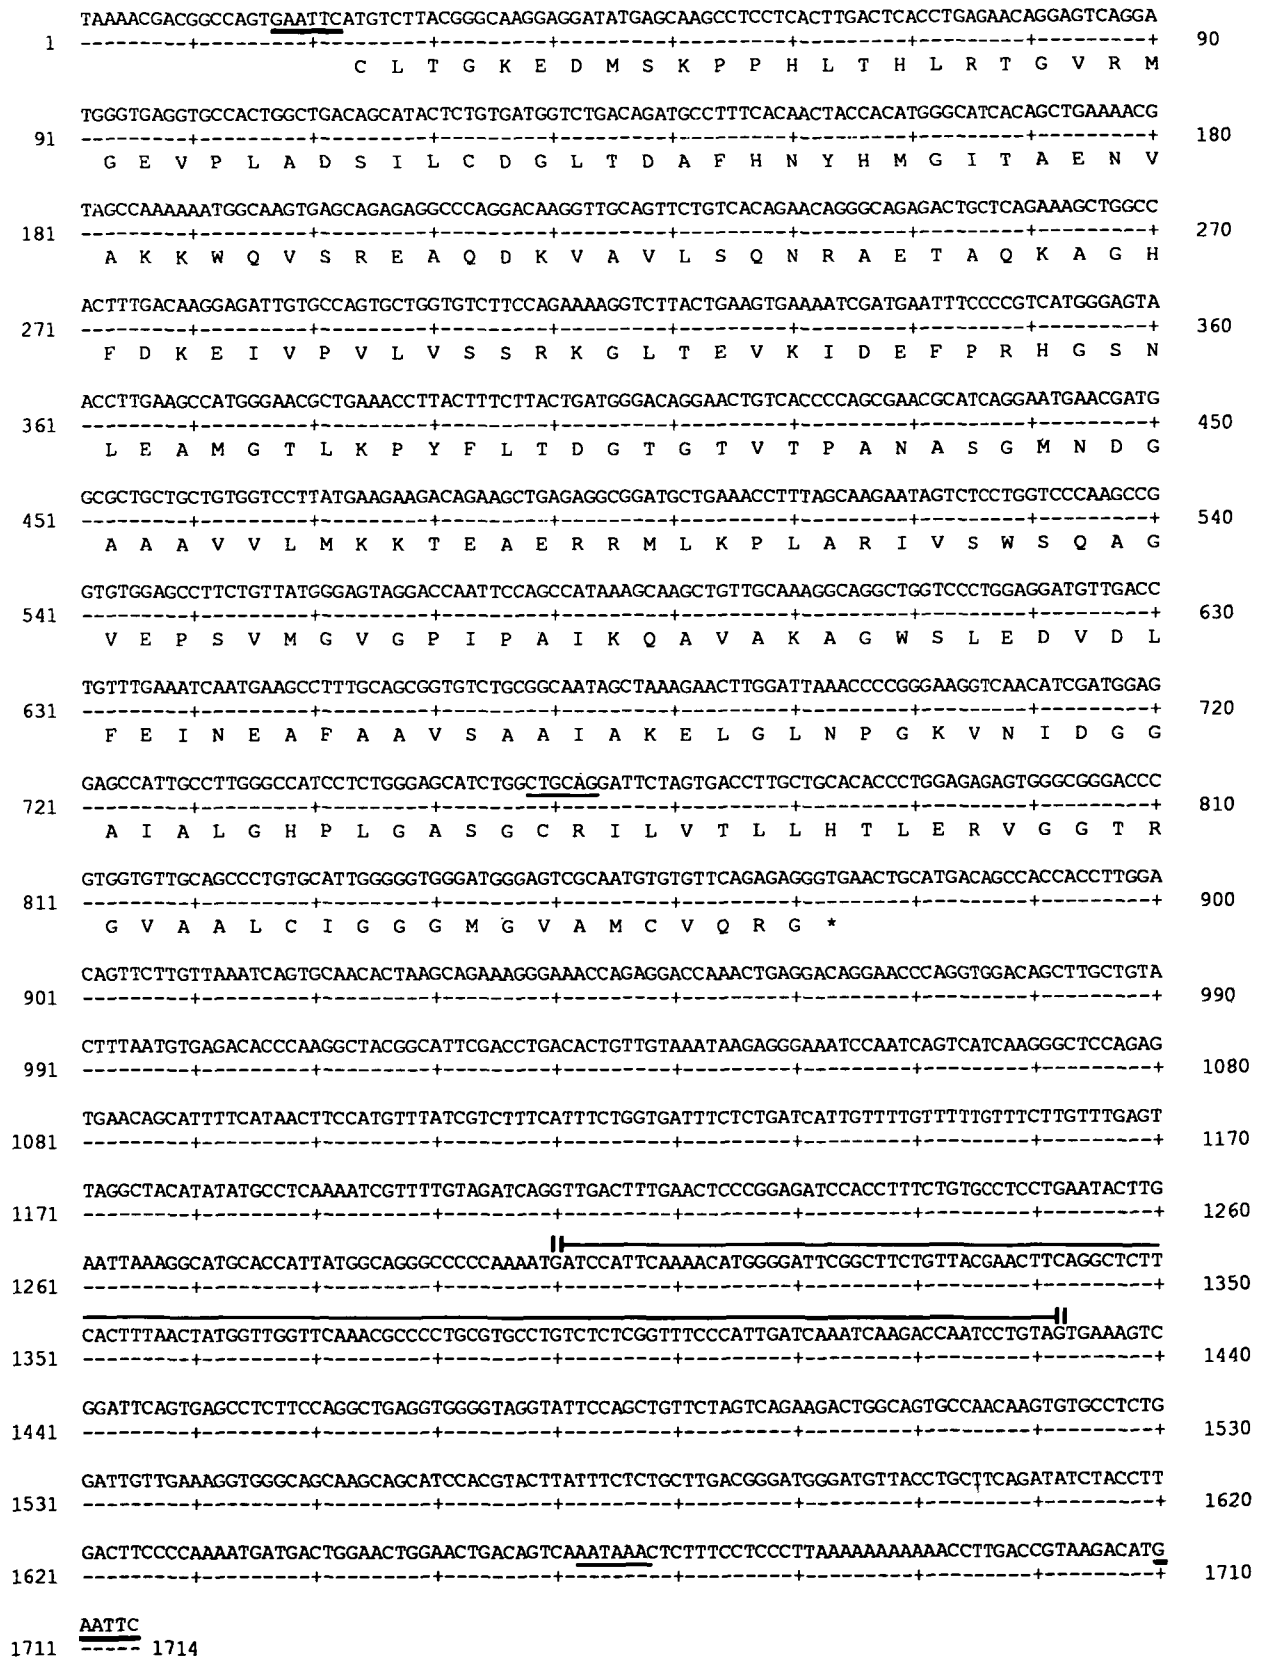 TAAAACGACGGCCAGTGAATTCATGTCTTACGGGCAAGGAGGATATGAGCAAGCCTCCTCACTTGACTCACCTGAGAACAGGAGTCAGGA
1 ---------+---------+---------+---------+---------+---------+---------+---------+---------+ 90
C L T G K E D M S K P P H L T H L R T G V R M
TGGGTGAGGTGCCACTGGCTGACAGCATACTCTGTGATGGTCTGACAGATGCCTTTCACAACTACCACATGGGCATCACAGCTGAAAACG
91 ---------+---------+---------+---------+---------+---------+---------+---------+---------+ 180
G E V P L A D S I L C D G L T D A F H N Y H M G I T A E N V
TAGCCAAAAAATGGCAAGTGAGCAGAGAGGCCCAGGACAAGGTTGCAGTTCTGTCACAGAACAGGGCAGAGACTGCTCAGAAAGCTGGCC
181 ---------+---------+---------+---------+---------+---------+---------+---------+---------+ 270
A K K W Q V S R E A Q D K V A V L S Q N R A E T A Q K A G H
ACTTTGACAAGGAGATTGTGCCAGTGCTGGTGTCTTCCAGAAAAGGTCTTACTGAAGTGAAAATCGATGAATTTCCCCGTCATGGGAGTA
271 ---------+---------+---------+---------+---------+---------+---------+---------+---------+ 360
F D K E I V P V L V S S R K G L T E V K I D E F P R H G S N
ACCTTGAAGCCATGGGAACGCTGAAACCTTACTTTCTTACTGATGGGACAGGAACTGTCACCCCAGCGAACGCATCAGGAATGAACGATG
361 ---------+---------+---------+---------+---------+---------+---------+---------+---------+ 450
L E A M G T L K P Y F L T D G T G T V T P A N A S G M N D G
GCGCTGCTGCTGTGGTCCTTATGAAGAAGACAGAAGCTGAGAGGCGGATGCTGAAACCTTTAGCAAGAATAGTCTCCTGGTCCCAAGCCG
451 ---------+---------+---------+---------+---------+---------+---------+---------+---------+ 540
A A A V V L M K K T E A E R R M L K P L A R I V S W S Q A G
GTGTGGAGCCTTCTGTTATGGGAGTAGGACCAATTCCAGCCATAAAGCAAGCTGTTGCAAAGGCAGGCTGGTCCCTGGAGGATGTTGACC
541 ---------+---------+---------+---------+---------+---------+---------+---------+---------+ 630
V E P S V M G V G P I P A I K Q A V A K A G W S L E D V D L
TGTTTGAAATCAATGAAGCCTTTGCAGCGGTGTCTGCGGCAATAGCTAAAGAACTTGGATTAAACCCCGGGAAGGTCAACATCGATGGAG
631 ---------+---------+---------+---------+---------+---------+---------+---------+---------+ 720
F E I N E A F A A V S A A I A K E L G L N P G K V N I D G G
GAGCCATTGCCTTGGGCCATCCTCTGGGAGCATCTGGCTGCAGGATTCTAGTGACCTTGCTGCACACCCTGGAGAGAGTGGGCGGGACCC
721 ---------+---------+---------+---------+---------+---------+---------+---------+---------+ 810
A I A L G H P L G A S G C R I L V T L L H T L E R V G G T R
GTGGTGTTGCAGCCCTGTGCATTGGGGGTGGGATGGGAGTCGCAATGTGTGTTCAGAGAGGGTGAACTGCATGACAGCCACCACCTTGGA
811 ---------+---------+---------+---------+---------+---------+---------+---------+---------+ 900
G V A A L C I G G G M G V A M C V Q R G *
CAGTTCTTGTTAAATCAGTGCAACACTAAGCAGAAAGGGAAACCAGAGGACCAAACTGAGGACAGGAACCCAGGTGGACAGCTTGCTGTA
901 ---------+---------+---------+---------+---------+---------+---------+---------+---------+ 990
CTTTAATGTGAGACACCCAAGGCTACGGCATTCGACCTGACACTGTTGTAAATAAGAGGGAAATCCAATCAGTCATCAAGGGCTCCAGAG
991 ---------+---------+---------+---------+---------+---------+---------+---------+---------+ 1080
TGAACAGCATTTTCATAACTTCCATGTTTATCGTCTTTCATTTCTGGTGATTTCTCTGATCATTGTTTTGTTTTTGTTTCTTGTTTGAGT
1081 ---------+---------+---------+---------+---------+---------+---------+---------+---------+ 1170
TAGGCTACATATATGCCTCAAAATCGTTTTGTAGATCAGGTTGACTTTGAACTCCCGGAGATCCACCTTTCTGTGCCTCCTGAATACTTG
1171 ---------+---------+---------+---------+---------+---------+---------+---------+---------+ 1260
AATTAAAGGCATGCACCATTATGGCAGGGCCCCCAAAATGATCCATTCAAAACATGGGGATTCGGCTTCTGTTACGAACTTCAGGCTCTT
1261 ---------+---------+---------+---------+---------+---------+---------+---------+---------+ 1350
CACTTTAACTATGGTTGGTTCAAACGCCCCTGCGTGCCTGTCTCTCGGTTTCCCATTGATCAAATCAAGACCAATCCTGTAGTGAAAGTC
1351 ---------+---------+---------+---------+---------+---------+---------+---------+---------+ 1440
GGATTCAGTGAGCCTCTTCCAGGCTGAGGTGGGGTAGGTATTCCAGCTGTTCTAGTCAGAAGACTGGCAGTGCCAACAAGTGTGCCTCTG
1441 ---------+---------+---------+---------+---------+---------+---------+---------+---------+ 1530
GATTGTTGAAAGGTGGGCAGCAAGCAGCATCCACGTACTTATTTCTCTGCTTGACGGGATGGGATGTTACCTGCTTCAGATATCTACCTT
1531 ---------+---------+---------+---------+---------+---------+---------+---------+---------+ 1620
GACTTCCCCAAAATGATGACTGGAACTGGAACTGACAGTCAAATAAACTCTTTCCTCCCTTAAAAAAAAAAAACCTTGACCGTAAGACATG
1621 ---------+---------+---------+---------+---------+---------+---------+---------+---------+ 1710
AATTC
1711 ----- 1714